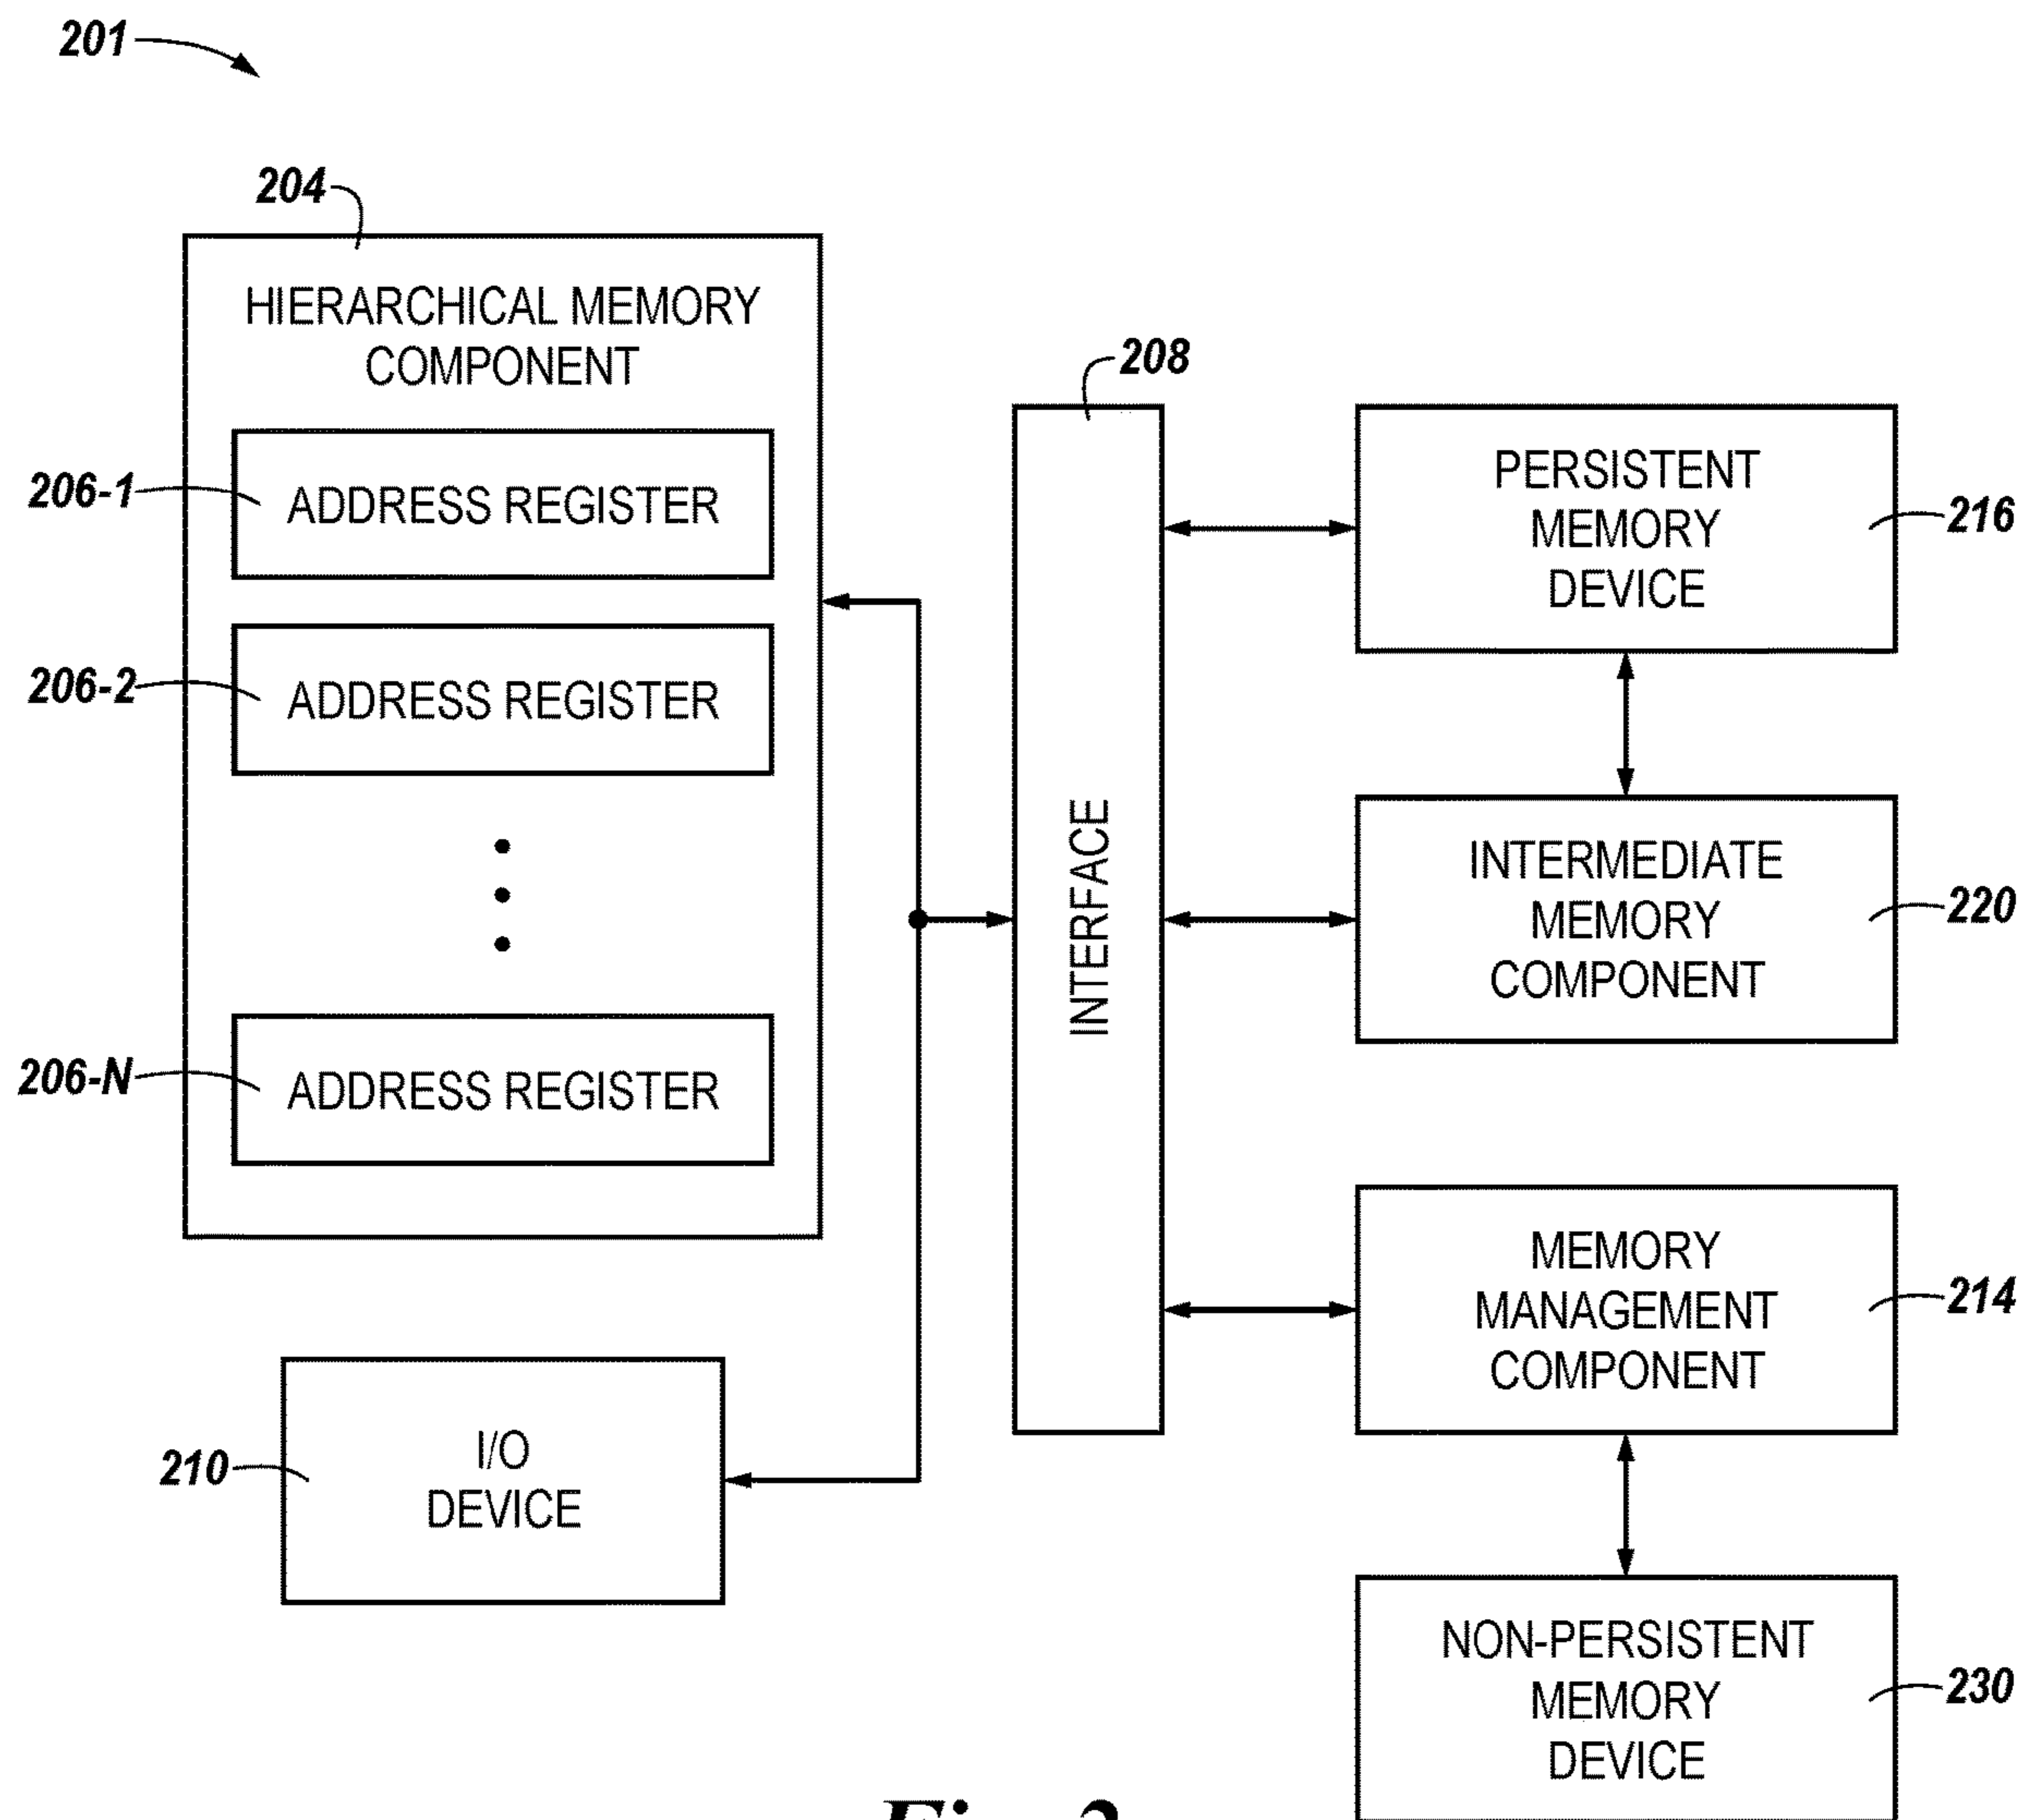 201
204
HIERARCHICAL MEMORY
COMPONENT
206-1
ADDRESS REGISTER
206-2
ADDRESS REGISTER
206-N
ADDRESS REGISTER
210
I/O
DEVICE
208
INTERFACE
PERSISTENT
MEMORY
DEVICE
216
INTERMEDIATE
MEMORY
COMPONENT
220
MEMORY
MANAGEMENT
COMPONENT
214
NON-PERSISTENT
MEMORY
DEVICE
230